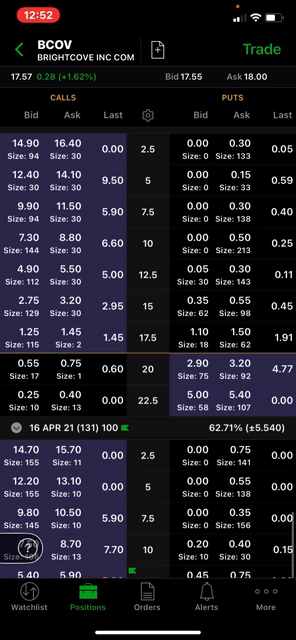 12:52
BCOV
BRIGHTCOVE INC COM
Trade
17.57 0.28 (+1.62%) Bid 17.55 Ask 18.00
CALLS PUTS
Bid Ask Last Bid Ask Last
14.90 16.40 0.00 2.5 0.00 0.30 0.05
Size: 94 Size: 30 Size: 0 Size: 133
12.40 14.10 9.50 5 0.00 0.15 0.59
Size: 30 Size: 30 Size: 0 Size: 33
9.90 11.50 5.90 7.5 0.00 0.30 0.40
Size: 94 Size: 30 Size: 0 Size: 138
7.30 8.80 6.60 10 0.00 0.50 0.25
Size: 144 Size: 30 Size: 0 Size: 213
4.90 5.50 5.00 12.5 0.05 0.30 0.11
Size: 112 Size: 30 Size: 30 Size: 143
2.75 3.20 2.95 15 0.35 0.55 0.45
Size: 129 Size: 30 Size: 62 Size: 98
1.25 1.45 1.45 17.5 1.10 1.50 1.91
Size: 115 Size: 2 Size: 18 Size: 62
0.55 0.75 0.60 20 2.90 3.20 4.77
Size: 17 Size: 1 Size: 75 Size: 92
0.25 0.40 0.00 22.5 5.00 5.40 0.00
Size: 10 Size: 13 Size: 58 Size: 107
16 APR 21 (131) 100 62.71% (±5.540)
14.70 15.70 0.00 2.5 0.00 0.75 0.00
Size: 155 Size: 11 Size: 0 Size: 141
12.20 13.10 0.00 5 0.00 0.55 0.00
Size: 155 Size: 10 Size: 0 Size: 138
9.80 10.50 5.90 7.5 0.00 0.35 0.00
Size: 145 Size: 10 Size: 0 Size: 156
8.70 7.70 10 0.20 0.40 0.15
? Size: 13 Size: 10 Size: 30
5.40 5.90 0.45 0.75
Watchlist Positions Orders Alerts More